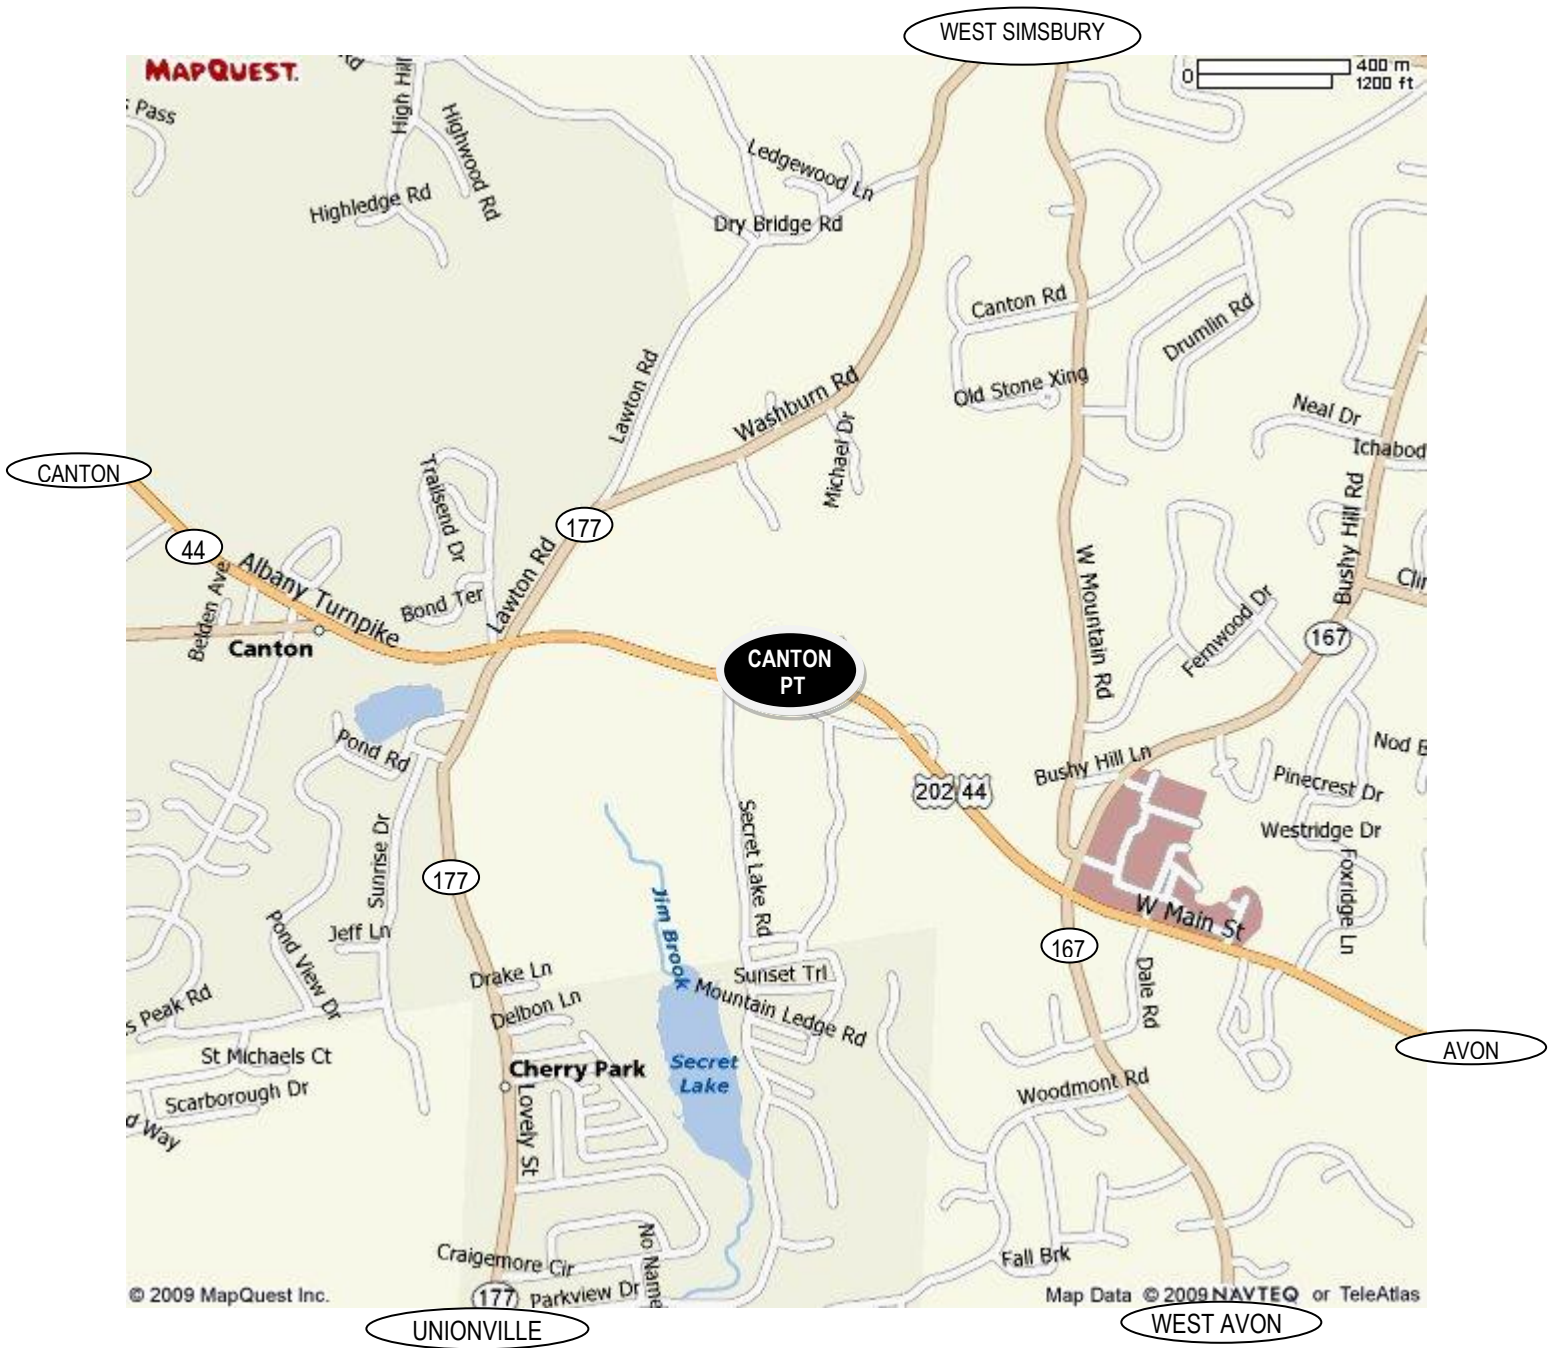 WEST SIMSBURY
MAPQUEST.
Rd
High Hill
0
400 m
1200 ft
s Pass
Highwood Rd
Ledgewood Ln
Highledge Rd
Dry Bridge Rd
Canton Rd
Drumlin Rd
Lawton Rd
Washburn Rd
Old Stone Xing
Neal Dr
Michael Dr
Ichabod
CANTON
Trailsend Dr
Bushy Hill Rd
177
44
Albany Turnpike
Lawton Rd
W Mountain Rd
Belden Ave
Bond Ter
Fernwood Dr
Clin
Canton
CANTON
PT
167
Pond Rd
Bushy Hill Ln
Nod B
Pinecrest Dr
202
44
Sunrise Dr
Secret Lake Rd
Westridge Dr
177
Foxridge Ln
Jim Brook
W Main St
Pond View Dr
Jeff Ln
167
Drake Ln
Sunset Trl
Dale Rd
s Peak Rd
Delbon Ln
Mountain Ledge Rd
St Michaels Ct
Cherry Park
Secret
Lake
AVON
Scarborough Dr
Woodmont Rd
d Way
Lovely St
No Name
Craigemore Cir
Fall Brk
© 2009 MapQuest Inc.
177
Parkview Dr
Map Data © 2009 NAVTEQ or TeleAtlas
UNIONVILLE
WEST AVON